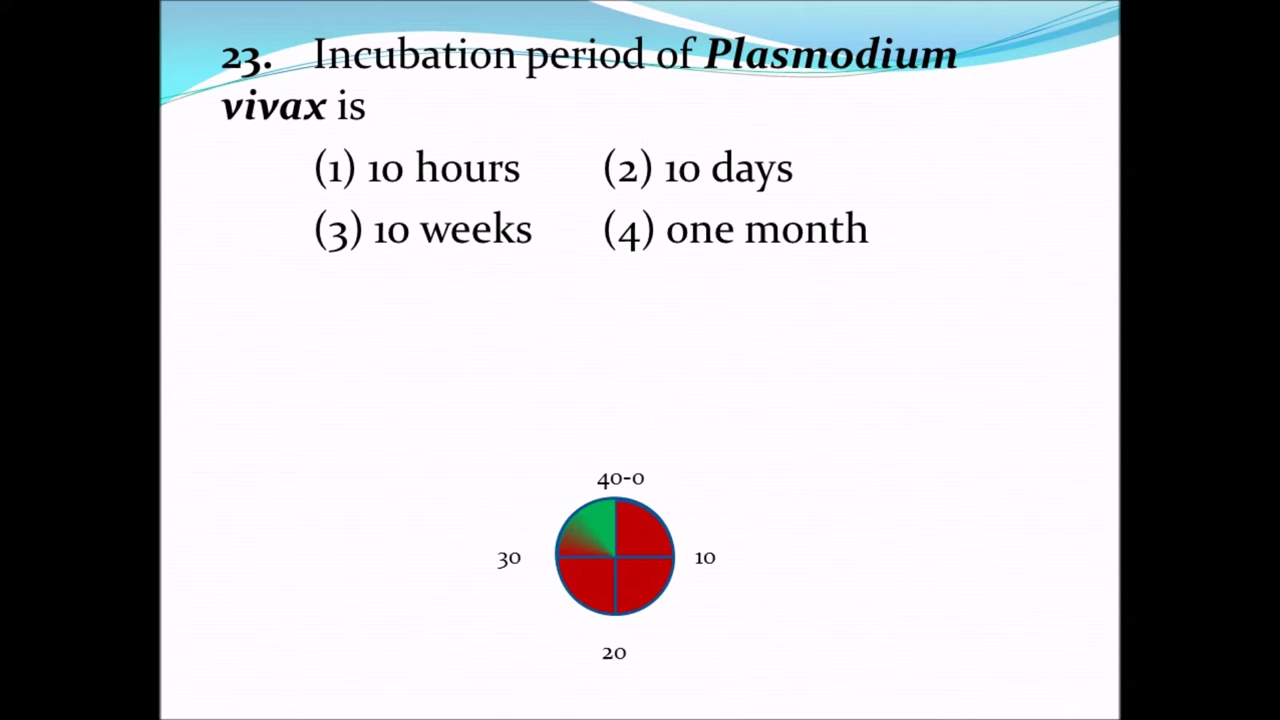 23. Incubation period of Plasmodium
vivax is
(1) 10 hours (2) 10 days
(3) 10 weeks (4) one month
40-0
30 10
20